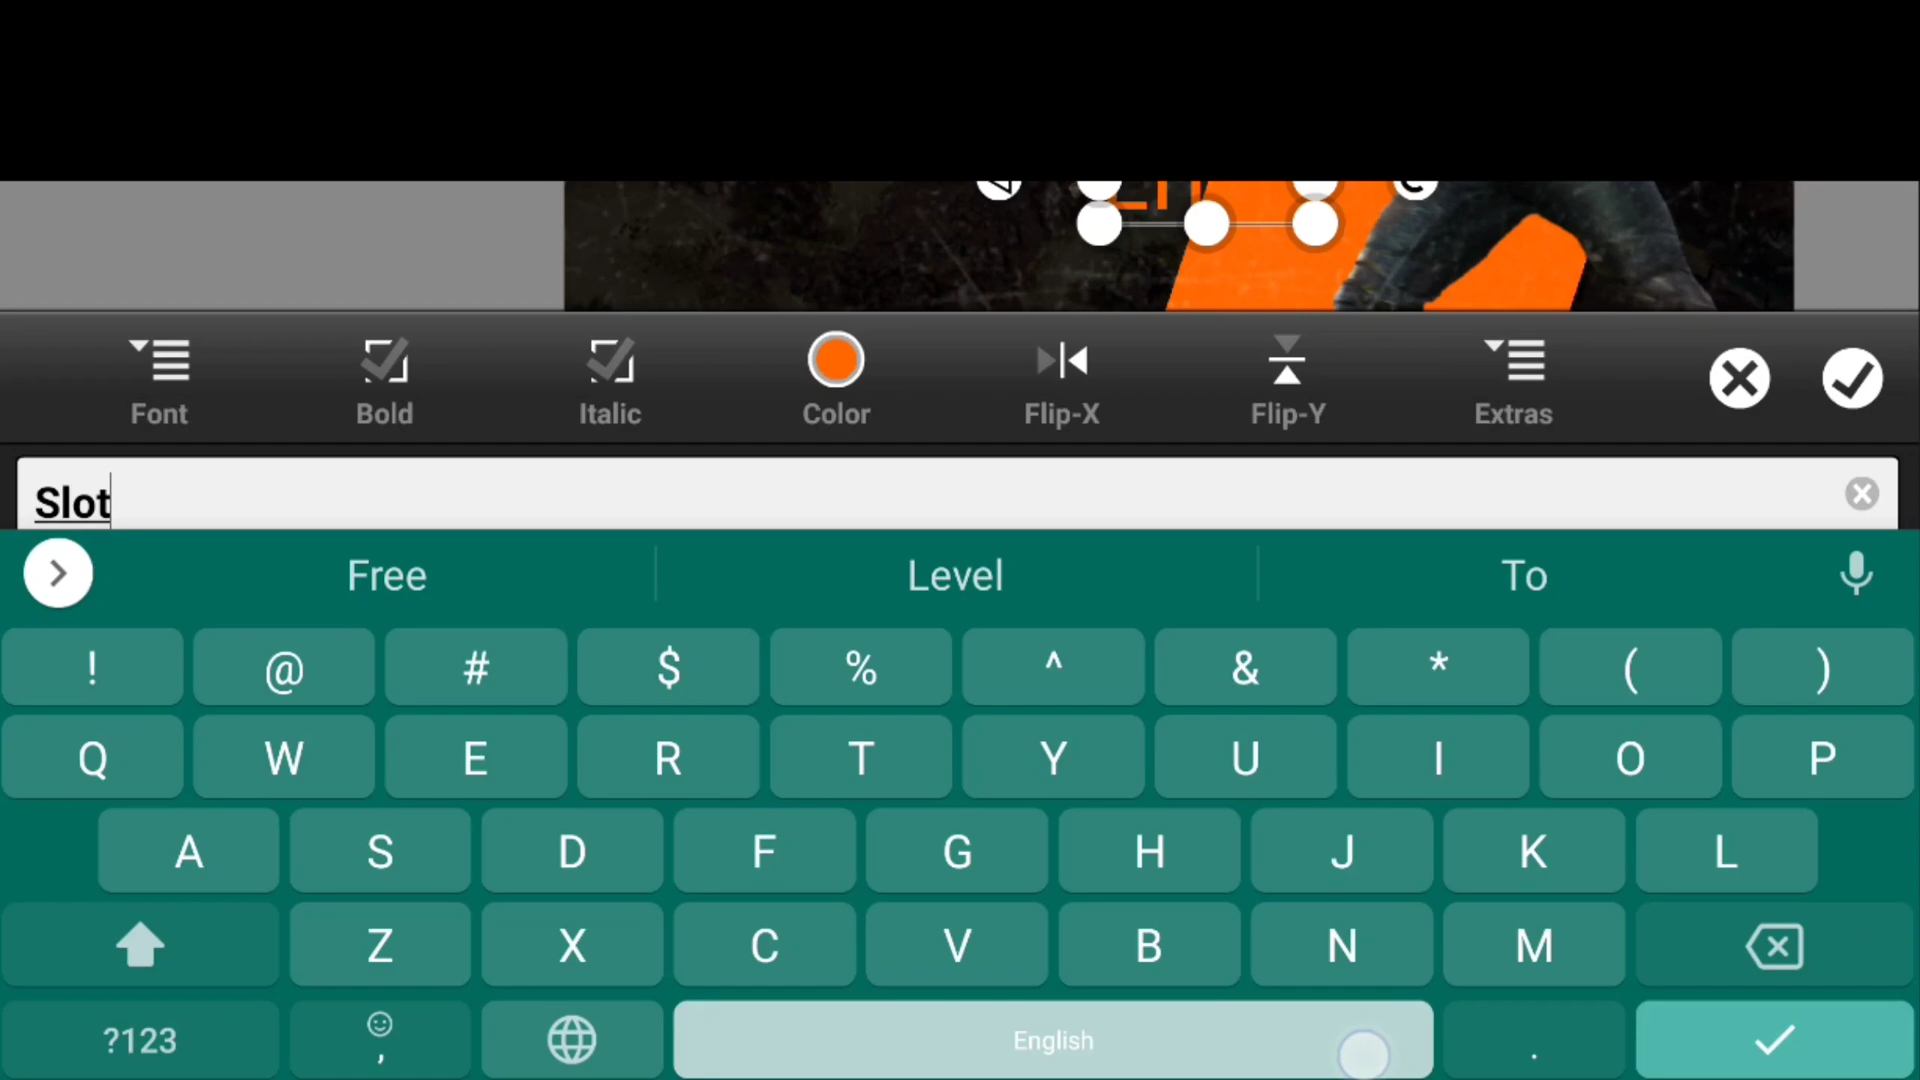 Font Bold Italic Color Flip-X Flip-Y Extras
Slot
Free Level To
! @ # $ % ^ & * ( )
Q W E R T Y U I O P
A S D F G H J K L
Z X C V B N M
?123 , English .